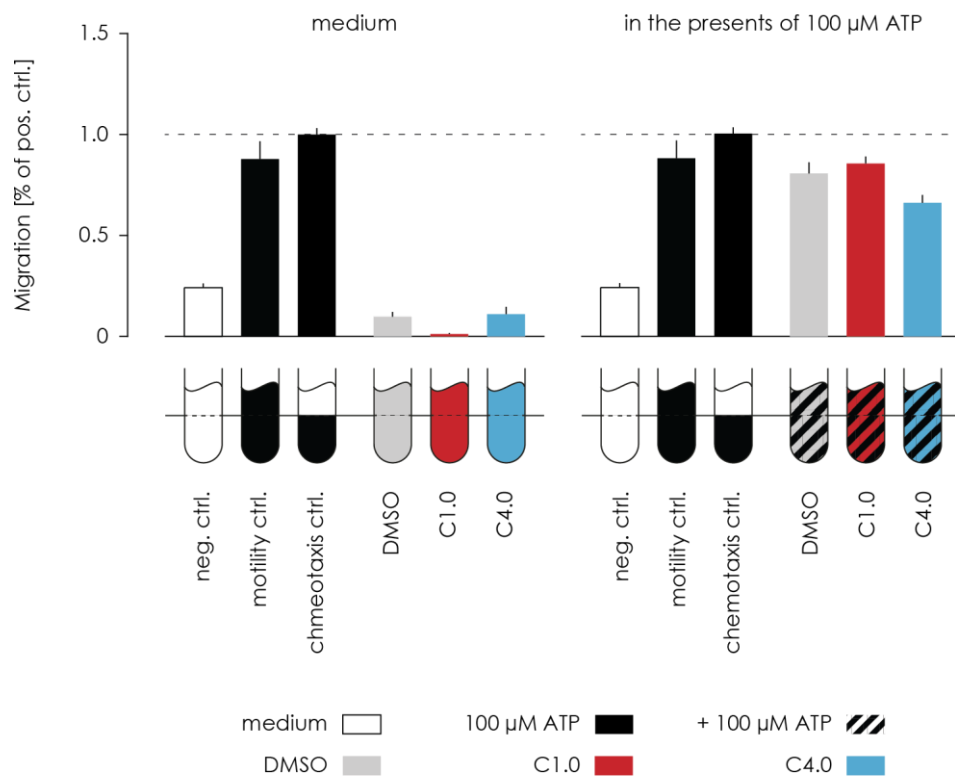 medium
in the presents of 100 µM ATP
Migration [% of pos. ctrl.]
1.5
1.0
0.5
0
neg. ctrl.
motility ctrl.
chmeotaxis ctrl.
DMSO
C1.0
C4.0
neg. ctrl.
motility ctrl.
chemotaxis ctrl.
DMSO
C1.0
C4.0
medium
100 µM ATP
+ 100 µM ATP
DMSO
C1.0
C4.0